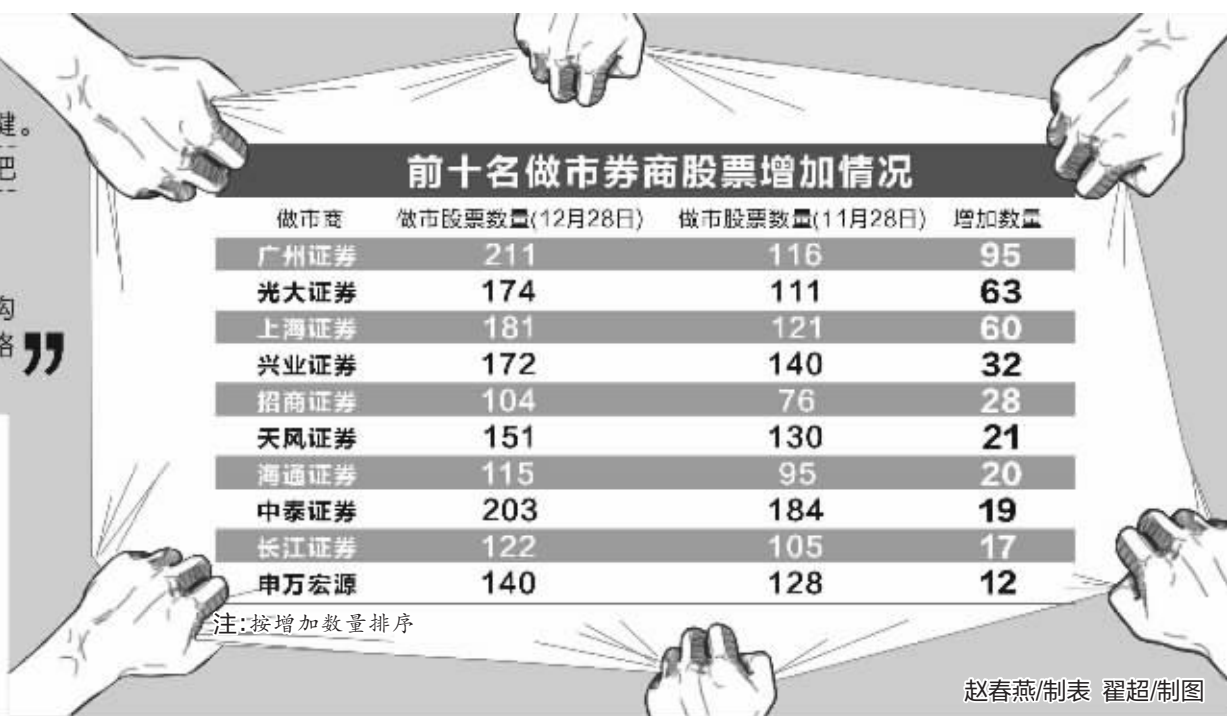 健。
把
沟
格 ”
前十名做市券商股票增加情况
做市商 做市股票数量(12月28日) 做市股票数量(11月28日) 增加数量
广州证券 211 116 95
光大证券 174 111 63
上海证券 181 121 60
兴业证券 172 140 32
招商证券 104 76 28
天风证券 151 130 21
海通证券 115 95 20
中泰证券 203 184 19
长江证券 122 105 17
申万宏源 140 128 12
注:按增加数量排序
赵春燕/制表 翟超/制图